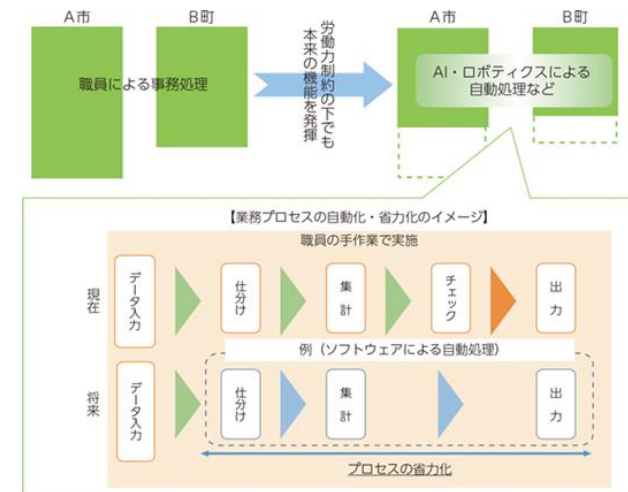 A市
B町
職員による事務処理
労働力制約の下でも
本来の機能を発揮
A市
B町
AI・ロボティクスによる
自動処理など
【業務プロセスの自動化・省力化のイメージ】
職員の手作業で実施
現在
データ入力
仕分け
集計
チェック
出力
例（ソフトウェアによる自動処理）
将来
データ入力
仕分け
集計
出力
プロセスの省力化